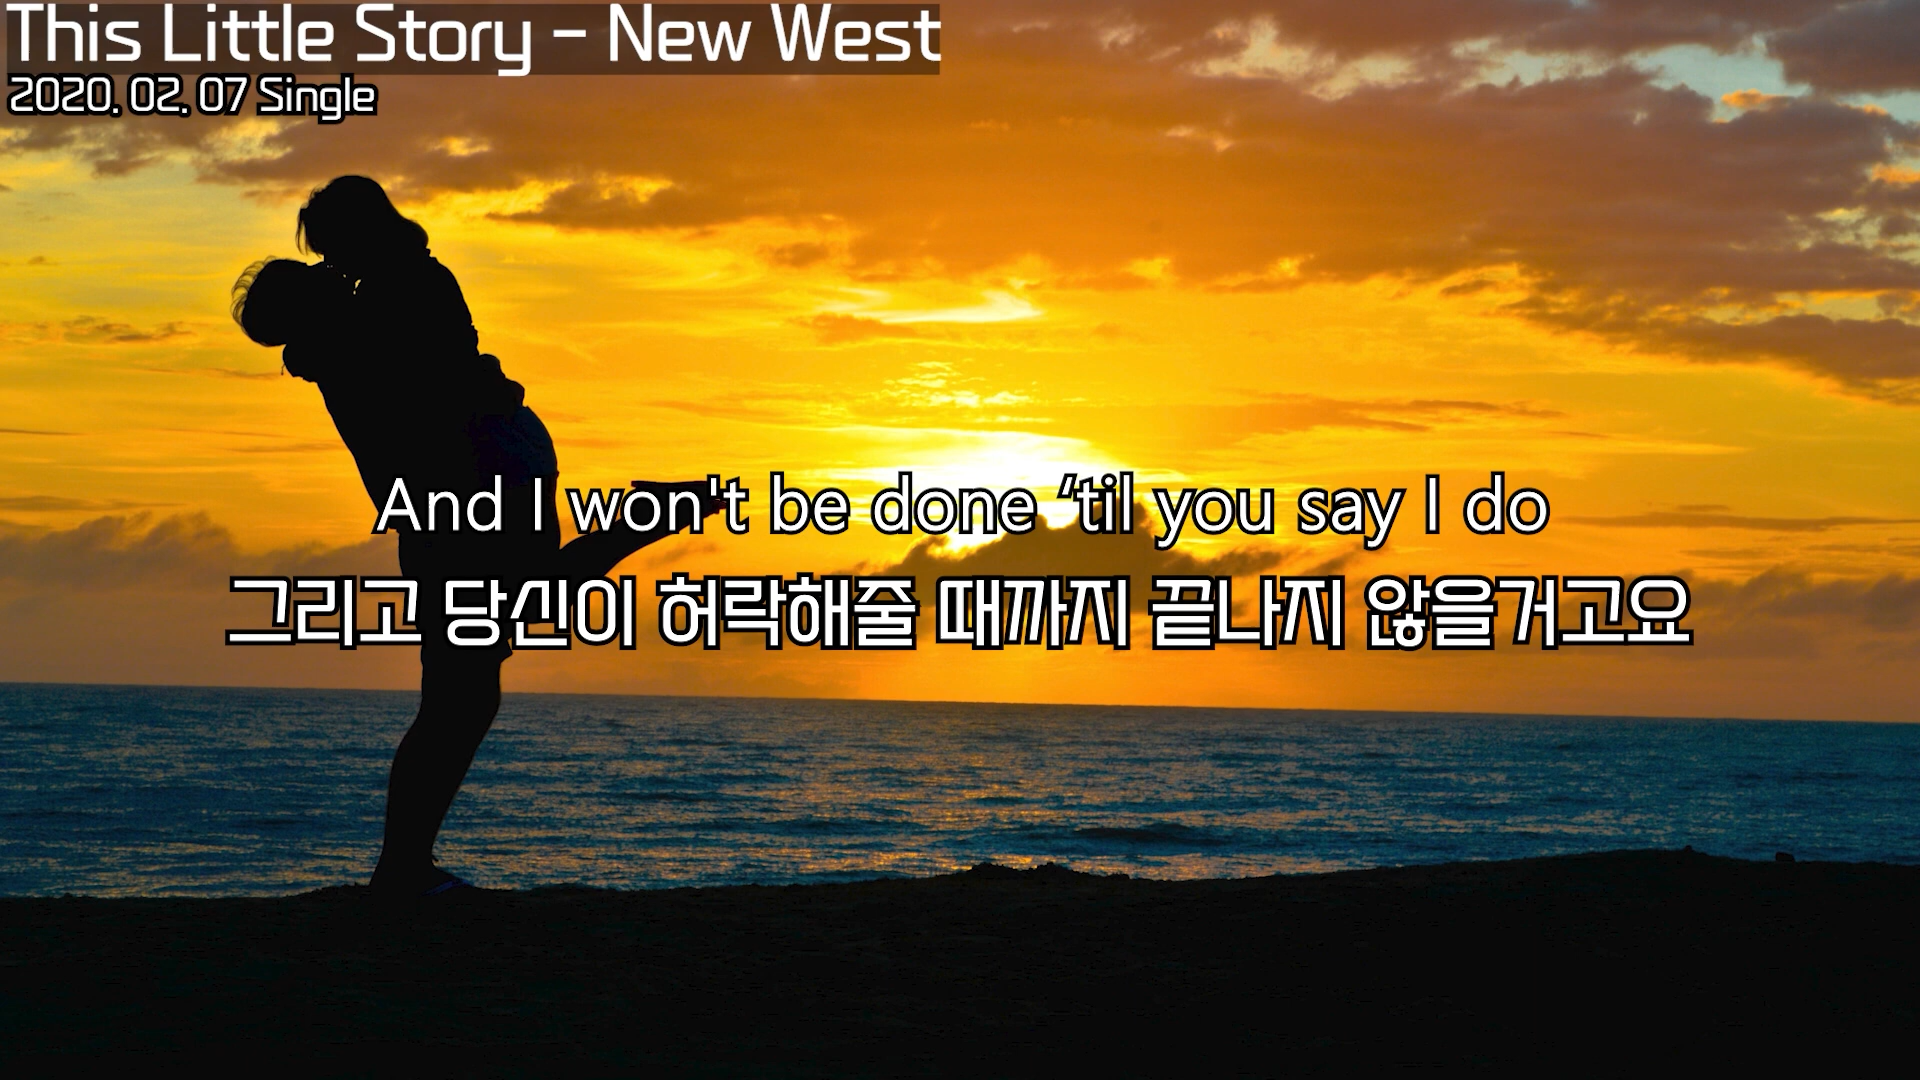 This Little Story - New West
2020. 02. 07 Single
And I won't be done ‘til you say I do
그리고 당신이 허락해줄 때까지 끝나지 않을거고요